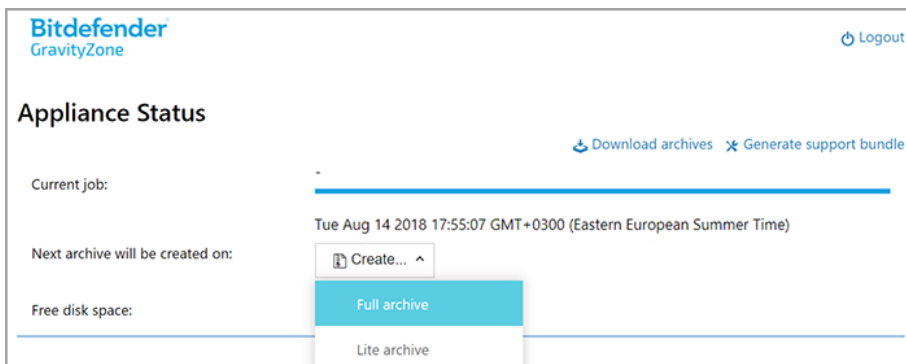 Bitdefender
GravityZone
Logout
Appliance Status
Download archives Generate support bundle
Current job: -
Tue Aug 14 2018 17:55:07 GMT+0300 (Eastern European Summer Time)
Next archive will be created on:
Create...
Free disk space:
Full archive
Lite archive